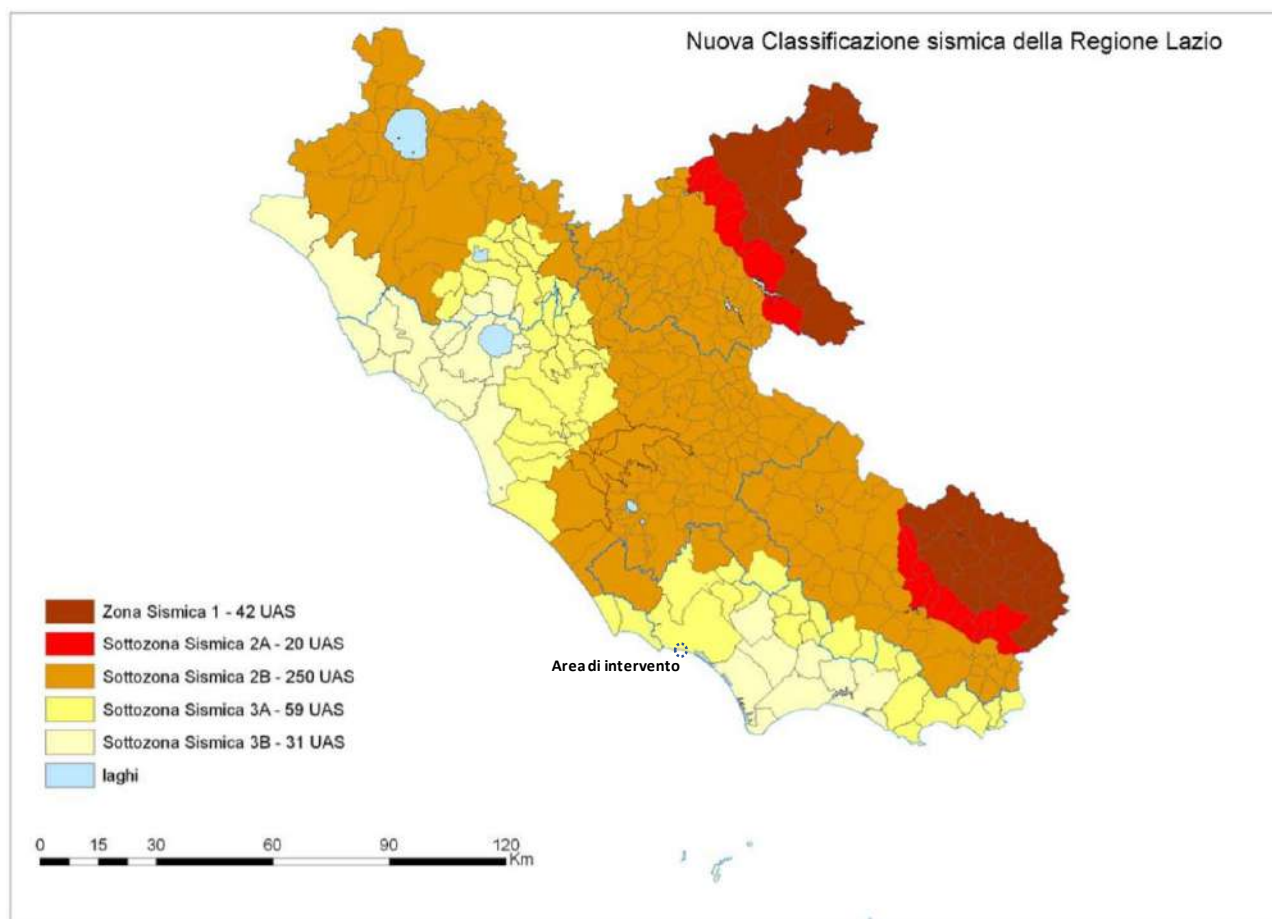 Nuova Classificazione sismica della Regione Lazio
Area di intervento
Zona Sismica 1 - 42 UAS
Sottozona Sismica 2A - 20 UAS
Sottozona Sismica 2B - 250 UAS
Sottozona Sismica 3A - 59 UAS
Sottozona Sismica 3B - 31 UAS
laghi
0 15 30 60 90 120
Km